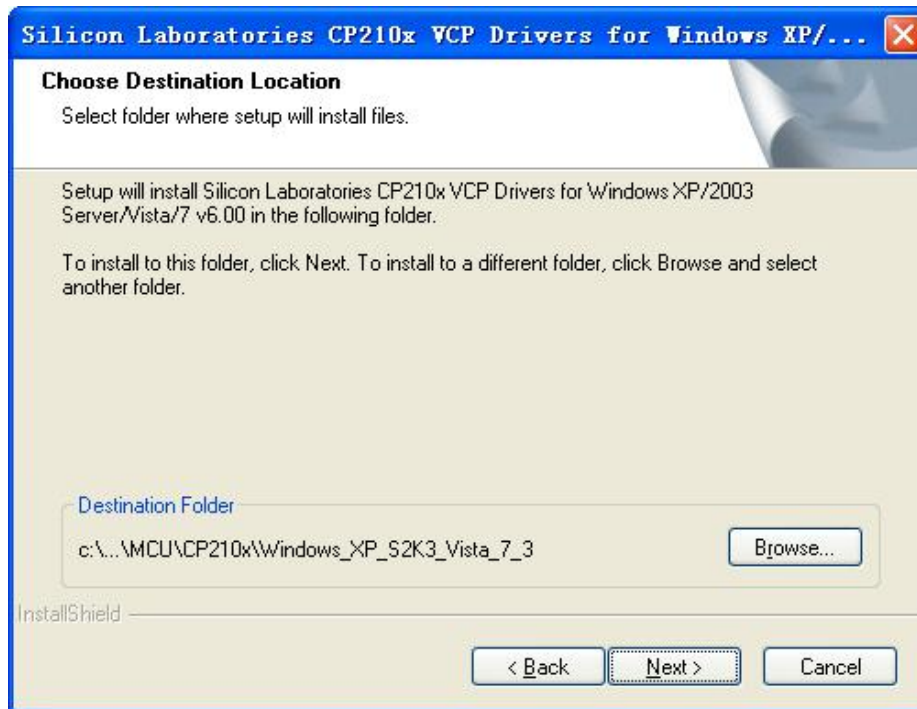 Silicon Laboratories CP210x VCP Drivers for Windows XP/...
Choose Destination Location
Select folder where setup will install files.
Setup will install Silicon Laboratories CP210x VCP Drivers for Windows XP/2003
Server/Vista/7 v6.00 in the following folder.
To install to this folder, click Next. To install to a different folder, click Browse and select
another folder.
Destination Folder
c:\...\MCU\CP210x\Windows_XP_S2K3_Vista_7_3
Browse...
InstallShield
< Back
Next >
Cancel